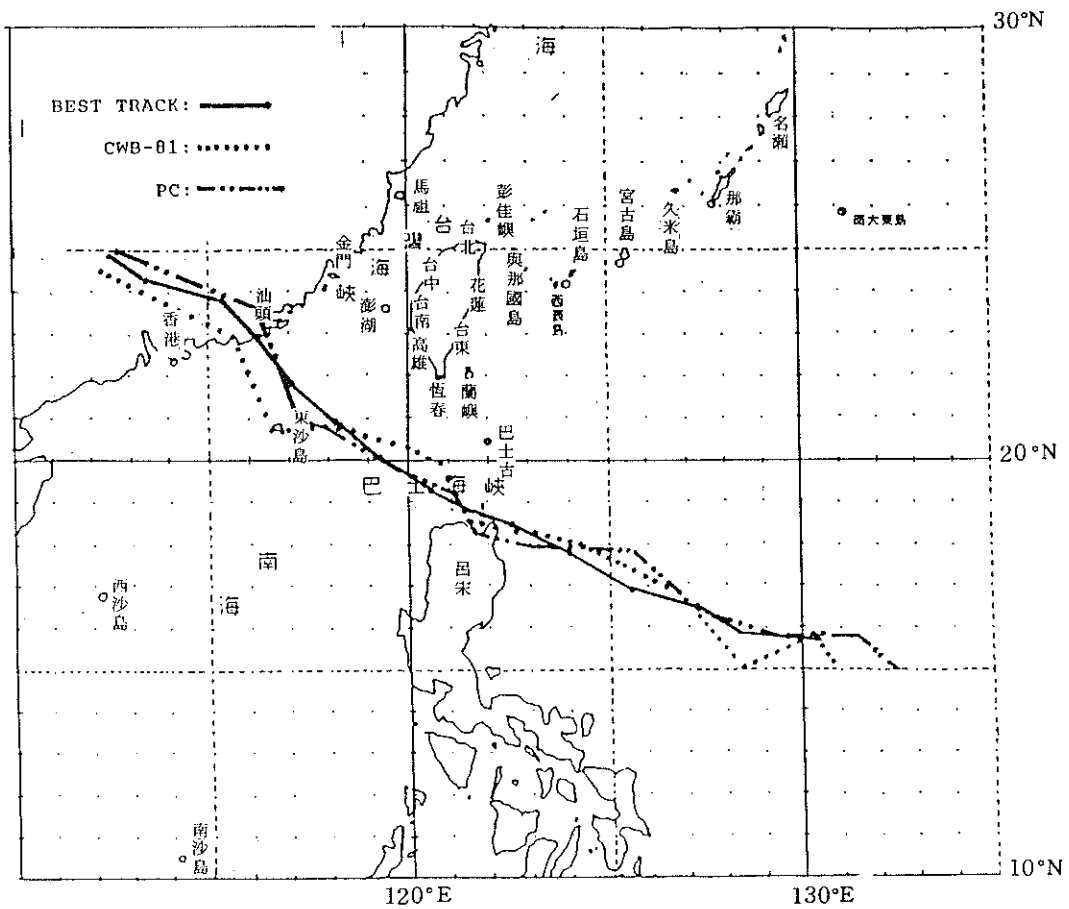 30°N
海
BEST TRACK:
CWB-81:
PC:
名瀬
那霸
久米島
宮古島
石垣島
彭佳嶼
馬祖
南大東島
台
台北
金門
海
峽
台中
花蓮
與那國島
西表島
汕頭
澎湖
台南
台東
香港
高雄
恆春
蘭嶼
東沙島
巴士古
20°N
巴士海峽
南
海
呂宋
西沙島
南沙島
10°N
120°E
130°E